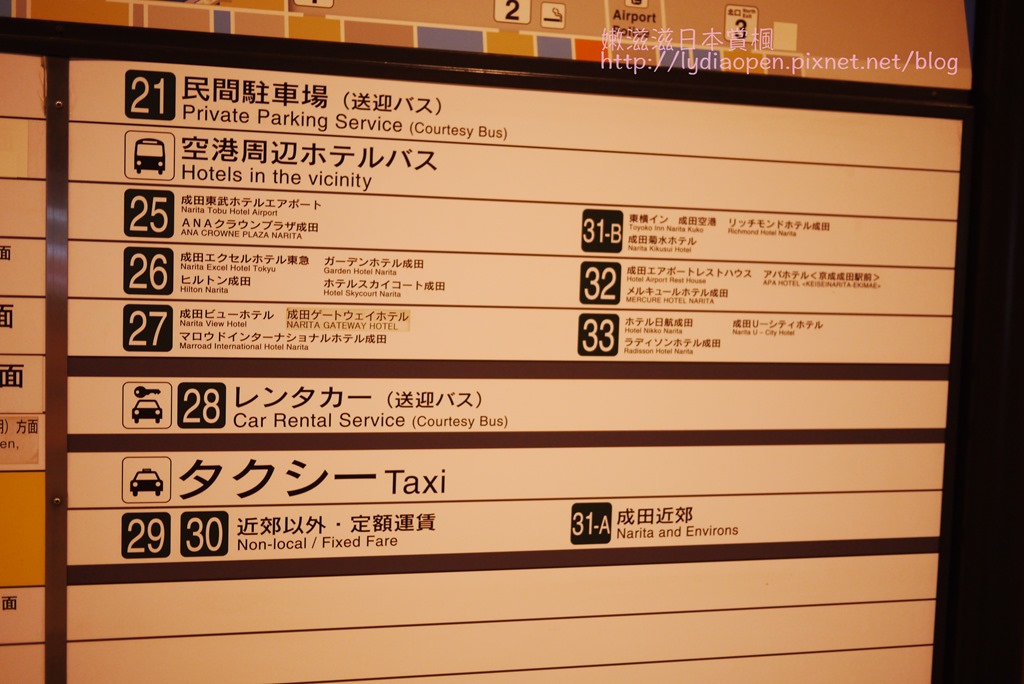 2
Airport
北口 North Exit
3
嫩滋滋日本賞楓
http://lydiaopen.pixnet.net/blog
21 民間駐車場（送迎バス）
Private Parking Service (Courtesy Bus)
空港周辺ホテルバス
Hotels in the vicinity
25 成田東武ホテルエアポート
Narita Tobu Hotel Airport
ANAクラウンプラザ成田
ANA CROWNE PLAZA NARITA
26 成田エクセルホテル東急 ガーデンホテル成田
Narita Excel Hotel Tokyu Garden Hotel Narita
ヒルトン成田 ホテルスカイコート成田
Hilton Narita Hotel Skycourt Narita
27 成田ビューホテル 成田ゲートウェイホテル
Narita View Hotel NARITA GATEWAY HOTEL
マロウドインターナショナルホテル成田
Marroad International Hotel Narita
31-B 東横イン 成田空港 リッチモンドホテル成田
Toyoko Inn Narita Kuko Richmond Hotel Narita
成田菊水ホテル
Narita Kikusui Hotel
32 成田エアポートレストハウス アパホテル＜京成成田駅前＞
Hotel Airport Rest House APA HOTEL «KEISEINARITA-EKIMAE»
メルキュールホテル成田
MERCURE HOTEL NARITA
33 ホテル日航成田 成田U－シティホテル
Hotel Nikko Narita Narita U - City Hotel
ラディソンホテル成田
Radisson Hotel Narita
28 レンタカー（送迎バス）
Car Rental Service (Courtesy Bus)
タクシー Taxi
29 30 近郊以外・定額運賃
Non-local / Fixed Fare
31-A 成田近郊
Narita and Environs
面
面
面
) 方面
en,
面